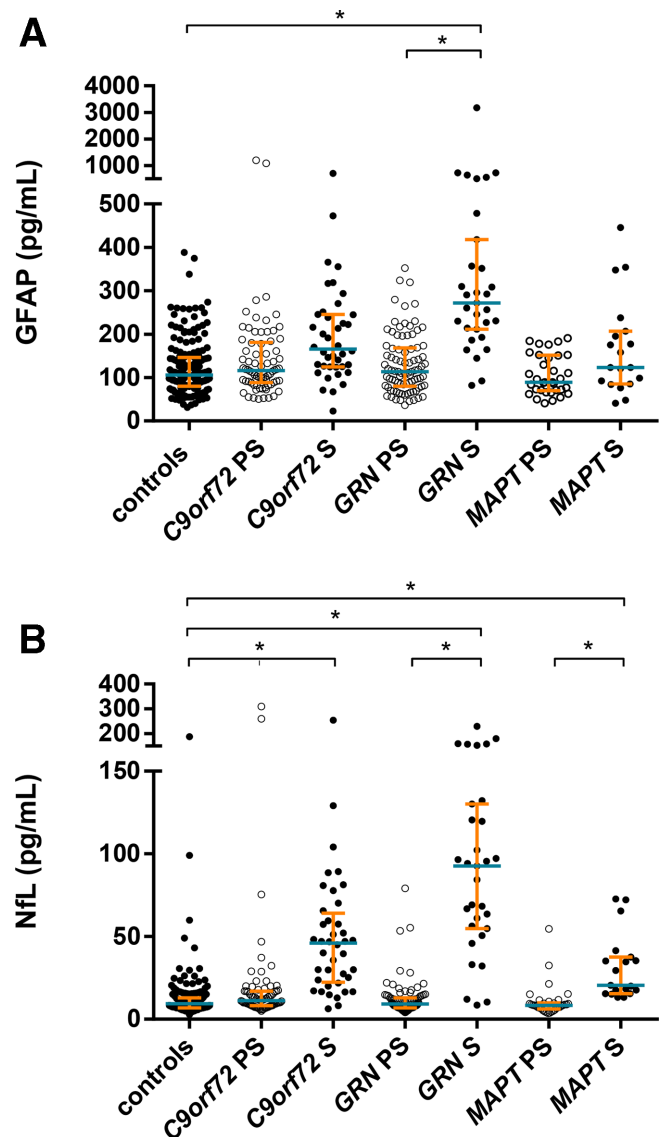 A
*
*
4000
3000
2000
1000
500
400
300
200
100
0
GFAP (pg/mL)
controls
C9orf72 PS
C9orf72 S
GRN PS
GRN S
MAPT PS
MAPT S
B
*
*
*
*
*
400
300
200
150
100
50
0
NfL (pg/mL)
controls
C9orf72 PS
C9orf72 S
GRN PS
GRN S
MAPT PS
MAPT S